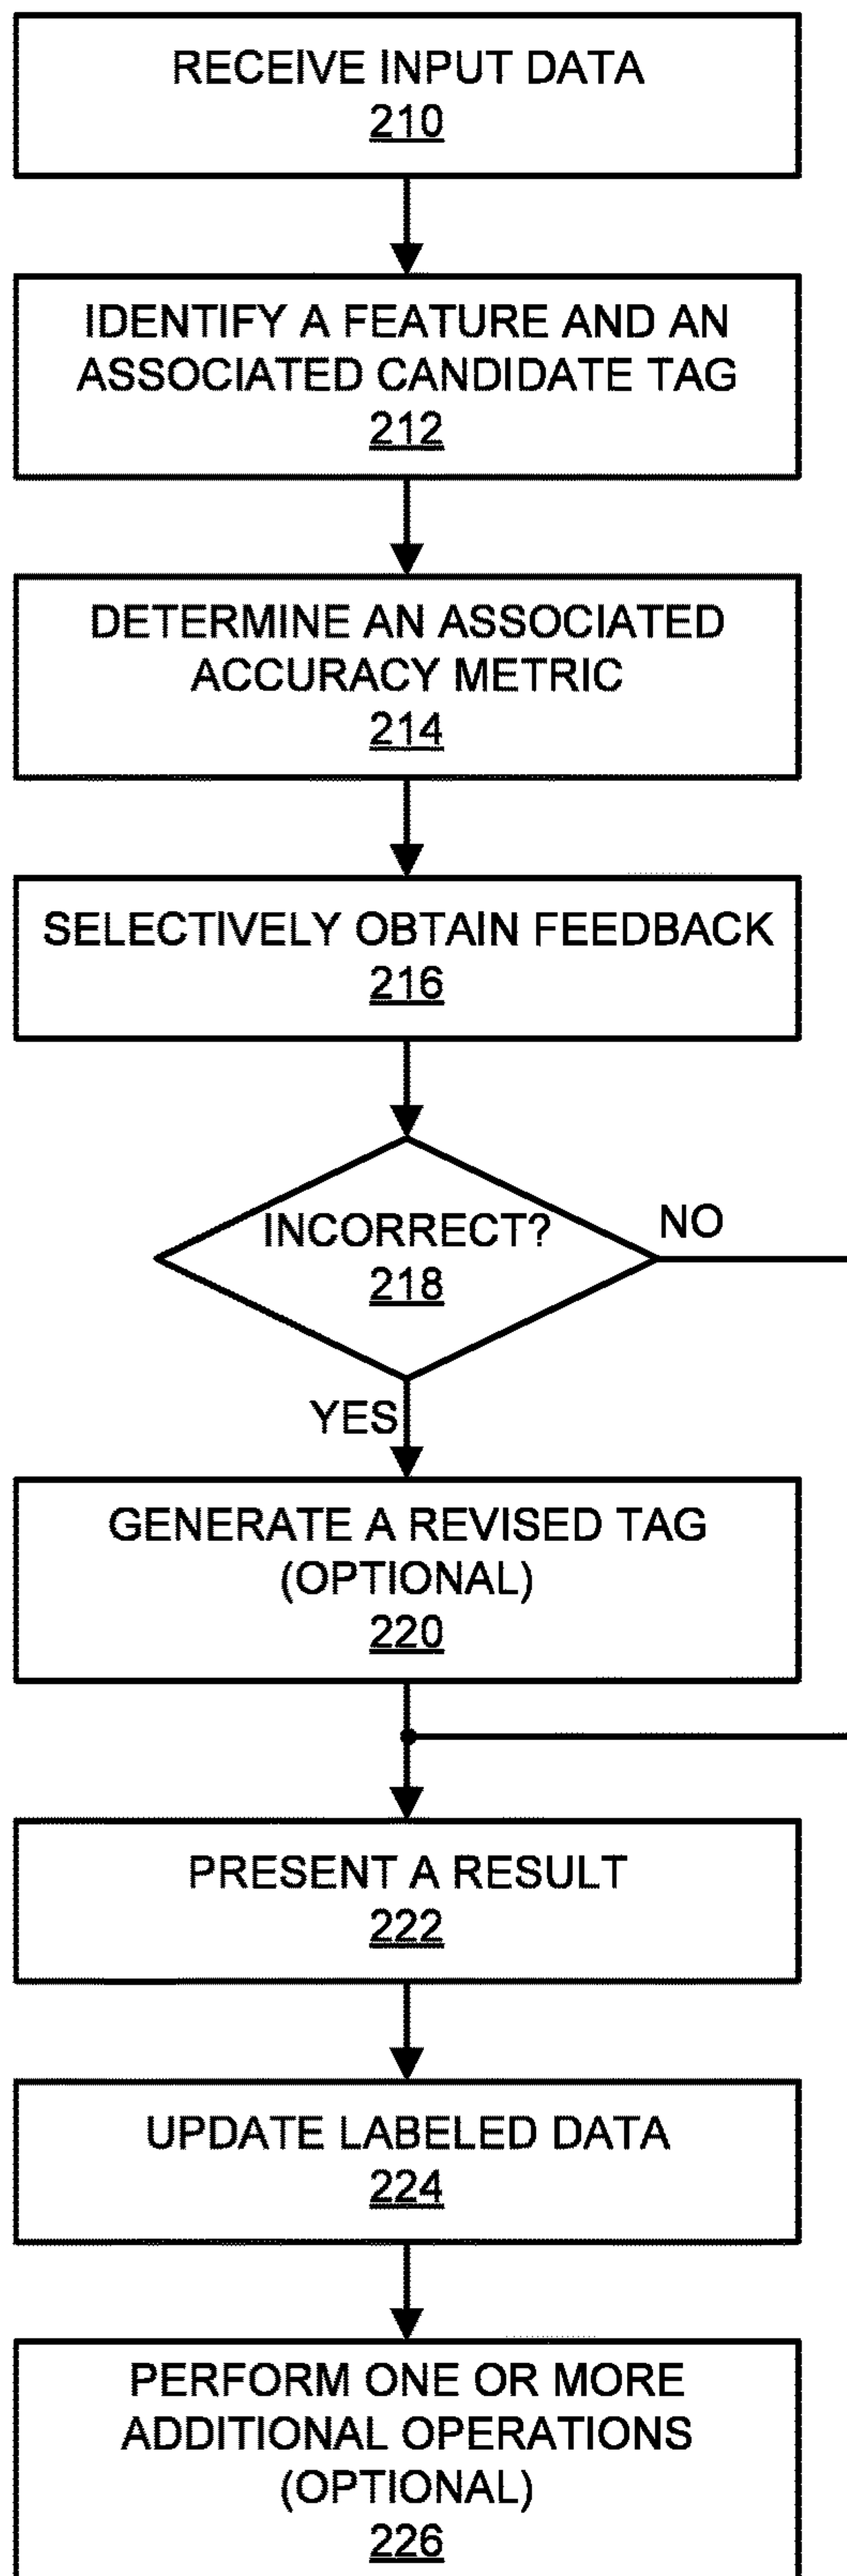 RECEIVE INPUT DATA
210
IDENTIFY A FEATURE AND AN
ASSOCIATED CANDIDATE TAG
212
DETERMINE AN ASSOCIATED
ACCURACY METRIC
214
SELECTIVELY OBTAIN FEEDBACK
216
INCORRECT?
218
NO
YES
GENERATE A REVISED TAG
(OPTIONAL)
220
PRESENT A RESULT
222
UPDATE LABELED DATA
224
PERFORM ONE OR MORE
ADDITIONAL OPERATIONS
(OPTIONAL)
226